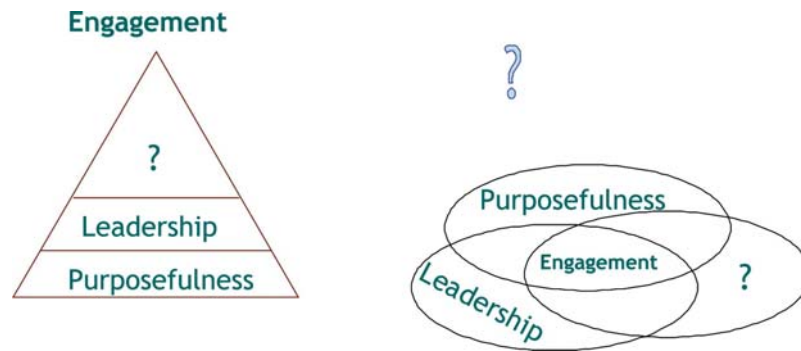 Engagement
?
Leadership
Purposefulness
?
Purposefulness
Engagement
?
Leadership